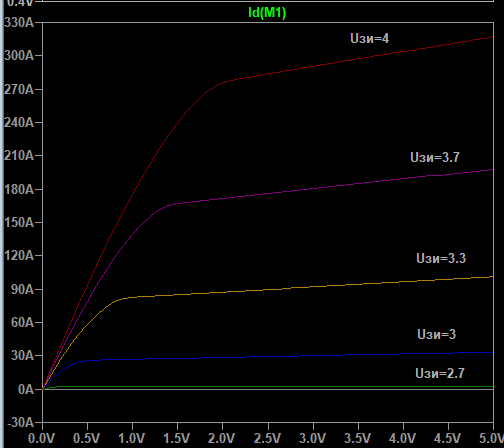 0.4V
Id(M1)
330A
300A
270A
240A
210A
180A
150A
120A
90A
60A
30A
0A
-30A
Uзи=4
Uзи=3.7
Uзи=3.3
Uзи=3
Uзи=2.7
0.0V 0.5V 1.0V 1.5V 2.0V 2.5V 3.0V 3.5V 4.0V 4.5V 5.0V